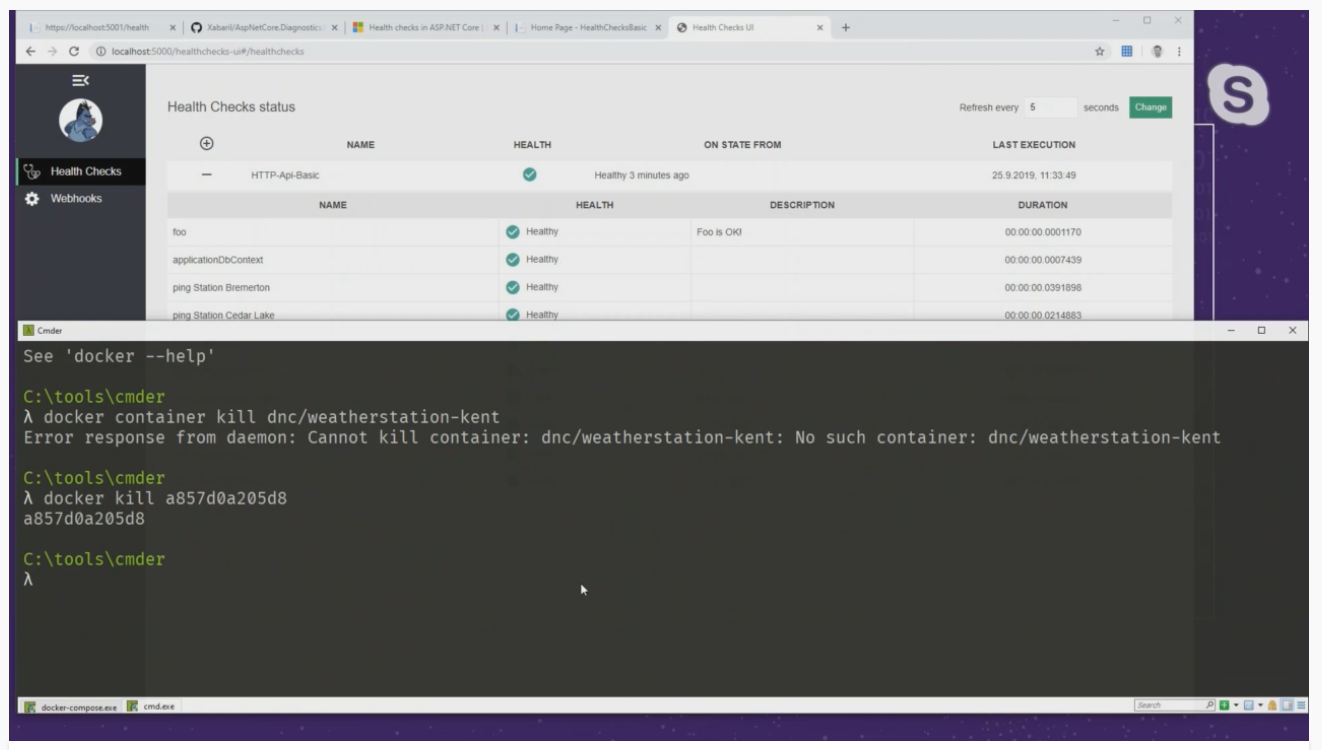 https://localhost:5001/health
Xabaril/AspNetCore.Diagnostics.
Health checks in ASP.NET Core |
Home Page - HealthChecksBasic
Health Checks UI
localhost:5000/healthchecks-ui#/healthchecks
Health Checks status
Refresh every 5 seconds Change
NAME HEALTH ON STATE FROM LAST EXECUTION
Health Checks
HTTP-Api-Basic Healthy 3 minutes ago 25.9.2019, 11:33:49
Webhooks
NAME HEALTH DESCRIPTION DURATION
foo Healthy Foo is OK! 00:00:00.0001170
applicationDbContext Healthy 00:00:00.0007439
ping Station Bremerton Healthy 00:00:00.0391898
ping Station Cedar Lake Healthy 00:00:00.0214883
Cmder
See 'docker --help'
C:\tools\cmder
λ docker container kill dnc/weatherstation-kent
Error response from daemon: Cannot kill container: dnc/weatherstation-kent: No such container: dnc/weatherstation-kent
C:\tools\cmder
λ docker kill a857d0a205d8
a857d0a205d8
C:\tools\cmder
λ
docker-compose.exe cmd.exe Search